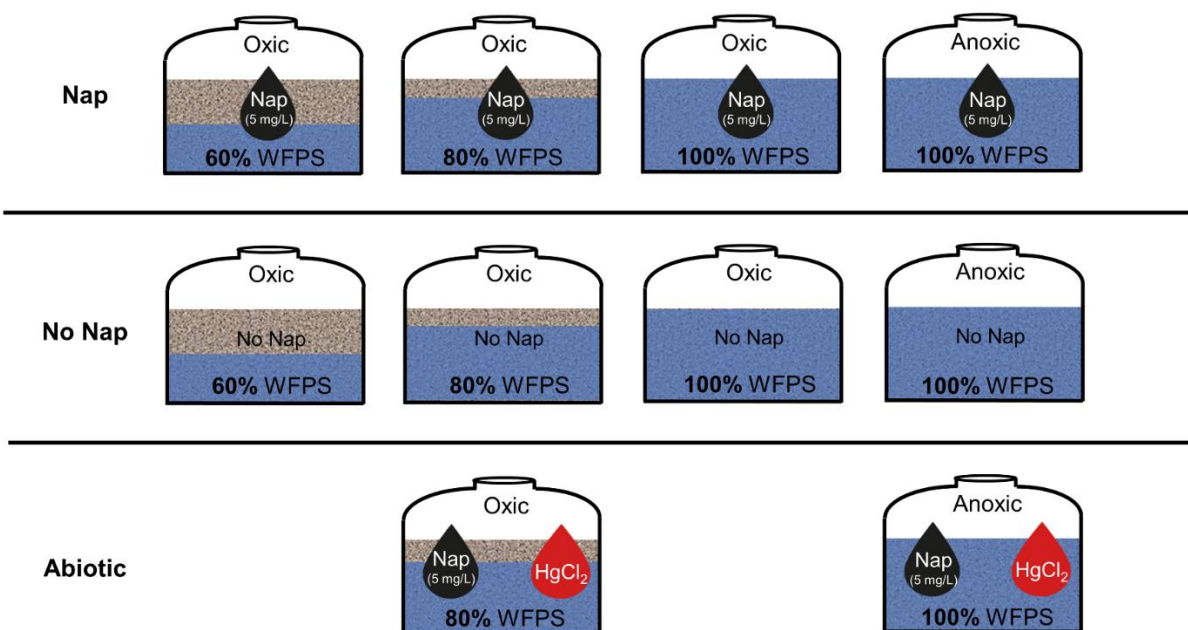 Oxic
Oxic
Oxic
Anoxic
Nap
Nap
(5 mg/L)
Nap
(5 mg/L)
Nap
(5 mg/L)
Nap
(5 mg/L)
60% WFPS
80% WFPS
100% WFPS
100% WFPS
Oxic
Oxic
Oxic
Anoxic
No Nap
No Nap
No Nap
No Nap
No Nap
60% WFPS
80% WFPS
100% WFPS
100% WFPS
Oxic
Anoxic
Abiotic
Nap
(5 mg/L)
HgCl₂
Nap
(5 mg/L)
HgCl₂
80% WFPS
100% WFPS